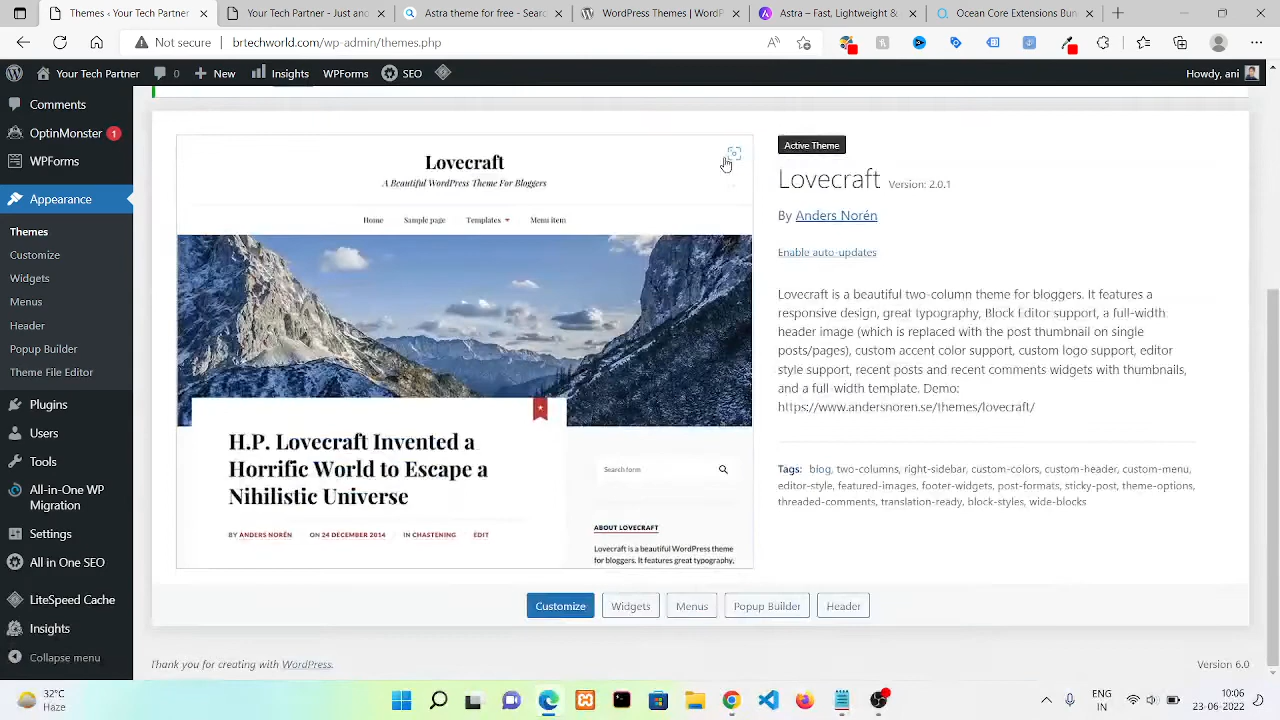 Your Tech Partner - Just
Astra theme free - Search
WordPress Themes | WordP
Astra – Fast, Lightweight &
Ocean Core Extensions Bun
Not secure
brtechworld.com/wp-admin/themes.php
Your Tech Partner
0
New
Insights
WPForms
SEO
Howdy, ani
Comments
OptinMonster 1
WPForms
Appearance
Themes
Customize
Widgets
Menus
Header
Popup Builder
Theme File Editor
Plugins
Users
Tools
All-in-One WP
Migration
Settings
All in One SEO
LiteSpeed Cache
Insights
Collapse menu
Lovecraft
A Beautiful WordPress Theme For Bloggers
Home Sample page Templates Menu item
H.P. Lovecraft Invented a
Horrific World to Escape a
Nihilistic Universe
BY ANDERS NORÉN ON 24 DECEMBER 2014 IN CHASTENING EDIT
Search form
ABOUT LOVECRAFT
Lovecraft is a beautiful WordPress theme
for bloggers. It features great typography,
Active Theme
Lovecraft Version: 2.0.1
By Anders Norén
Enable auto-updates
Lovecraft is a beautiful two-column theme for bloggers. It features a
responsive design, great typography, Block Editor support, a full-width
header image (which is replaced with the post thumbnail on single
posts/pages), custom accent color support, custom logo support, editor
style support, recent posts and recent comments widgets with thumbnails,
and a full-width template. Demo:
https://www.andersnoren.se/themes/lovecraft/
Tags: blog, two-columns, right-sidebar, custom-colors, custom-header, custom-menu,
editor-style, featured-images, footer-widgets, post-formats, sticky-post, theme-options,
threaded-comments, translation-ready, block-styles, wide-blocks
Customize
Widgets
Menus
Popup Builder
Header
Thank you for creating with WordPress.
Version 6.0
32°C
Haze
ENG
IN
10:06
23-06-2022